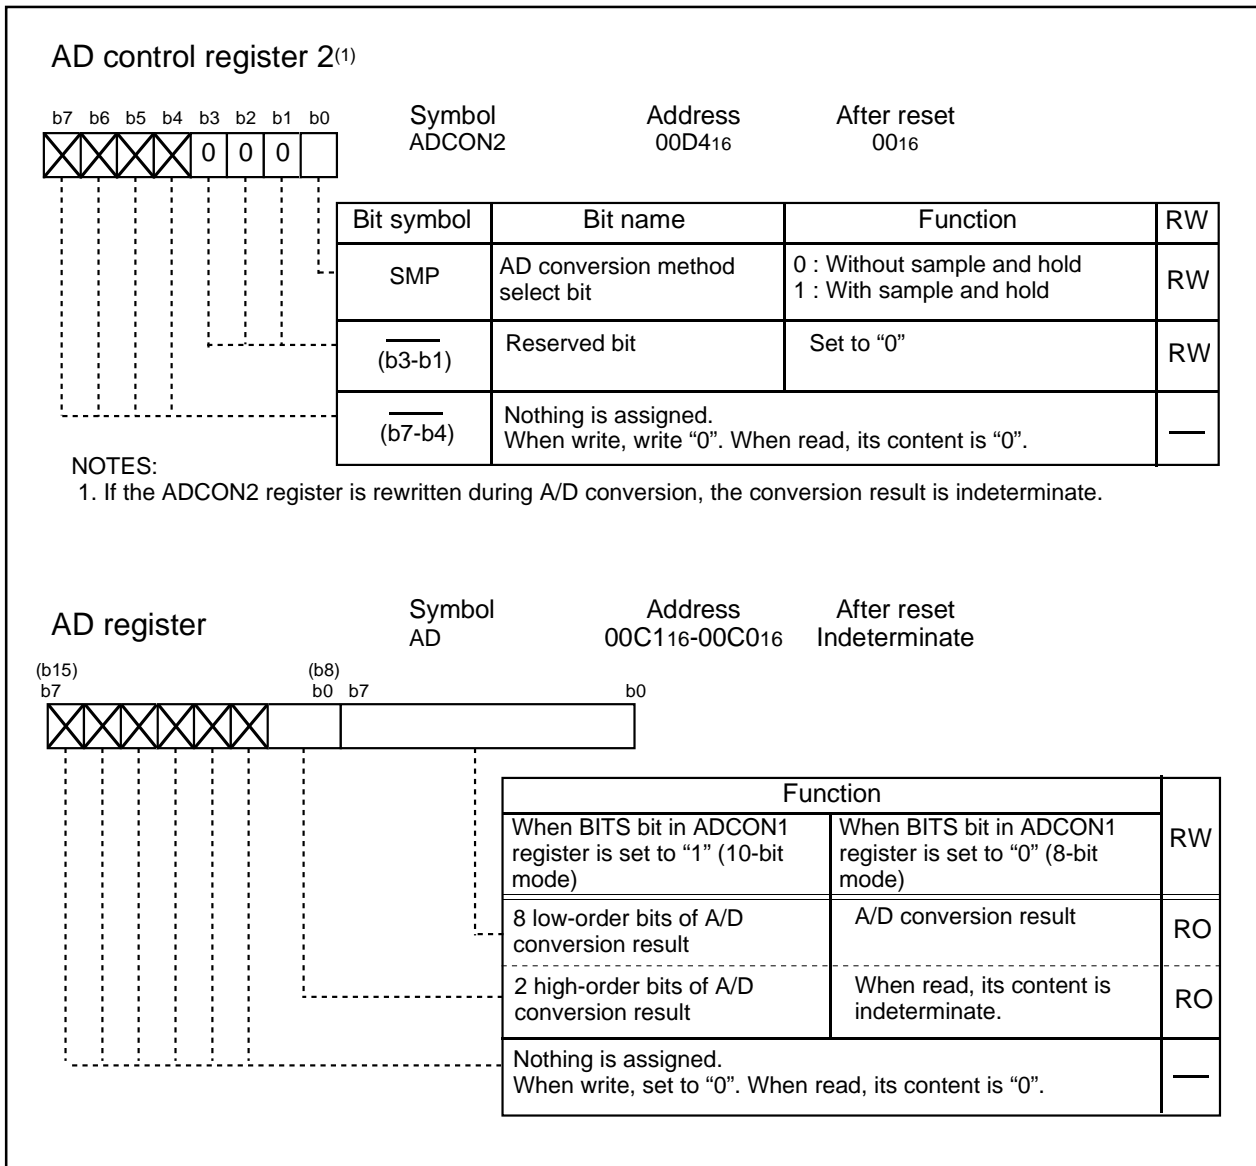 AD control register 2(1)
b7 b6 b5 b4 b3 b2 b1 b0
Symbol Address After reset
ADCON2 00D416 0016
0 0 0
Bit symbol Bit name Function RW
SMP AD conversion method select bit 0 : Without sample and hold RW
1 : With sample and hold
(b3-b1) Reserved bit Set to “0” RW
(b7-b4) Nothing is assigned.
When write, write “0”. When read, its content is “0”. —
NOTES:
1. If the ADCON2 register is rewritten during A/D conversion, the conversion result is indeterminate.
AD register
Symbol Address After reset
AD 00C116-00C016 Indeterminate
(b15) (b8)
b7 b0 b7 b0
Function RW
When BITS bit in ADCON1
register is set to “1” (10-bit
mode)
When BITS bit in ADCON1
register is set to “0” (8-bit
mode)
8 low-order bits of A/D
conversion result
A/D conversion result
RO
2 high-order bits of A/D
conversion result
When read, its content is
indeterminate.
RO
Nothing is assigned.
When write, set to “0”. When read, its content is “0”. —